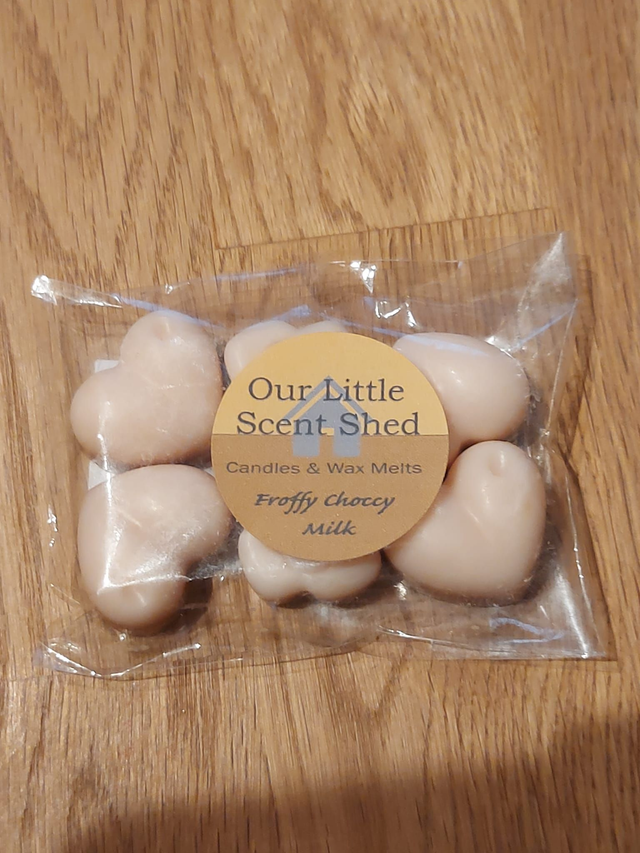 Our Little
Scent Shed
Candles & Wax Melts
Froffy Choccy
Milk